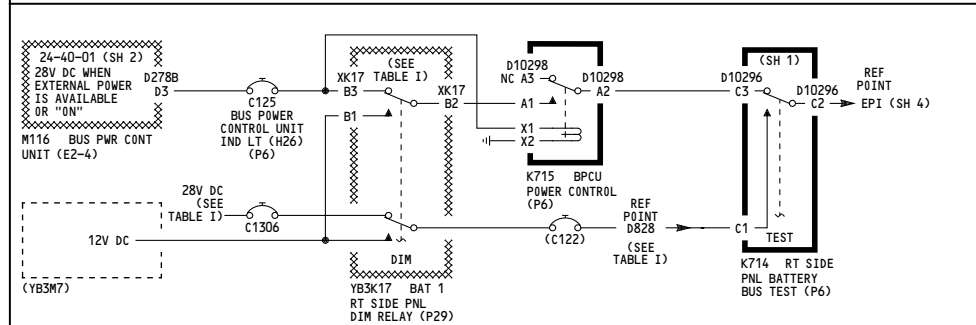 24-40-01 (SH 2)
28V DC WHEN
EXTERNAL POWER
IS AVAILABLE
OR "ON"
D278B
D3
M116 BUS PWR CONT
UNIT (E2-4)
C125
BUS POWER
CONTROL UNIT
IND LT (H26)
(P6)
(SEE
TABLE I)
XK17
B3
XK17
B2
B1
28V DC
(SEE
TABLE I)
C1306
12V DC
(YB3M7)
DIM
YB3K17 BAT 1
RT SIDE PNL
DIM RELAY (P29)
D10298
NC A3
D10298
A1
A2
X1
X2
K715 BPCU
POWER CONTROL
(P6)
(C122)
REF
POINT
D828
(SEE
TABLE I)
(SH 1)
D10296
C3
D10296
C2
REF
POINT
EPI (SH 4)
C1
TEST
K714 RT SIDE
PNL BATTERY
BUS TEST (P6)